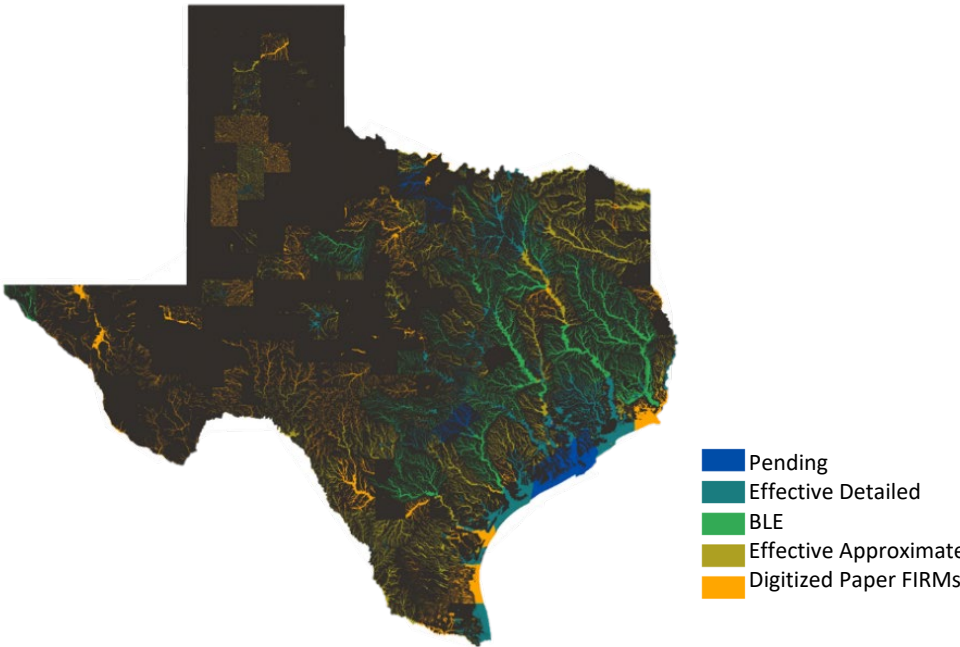 Pending
Effective Detailed
BLE
Effective Approximate
Digitized Paper FIRMs